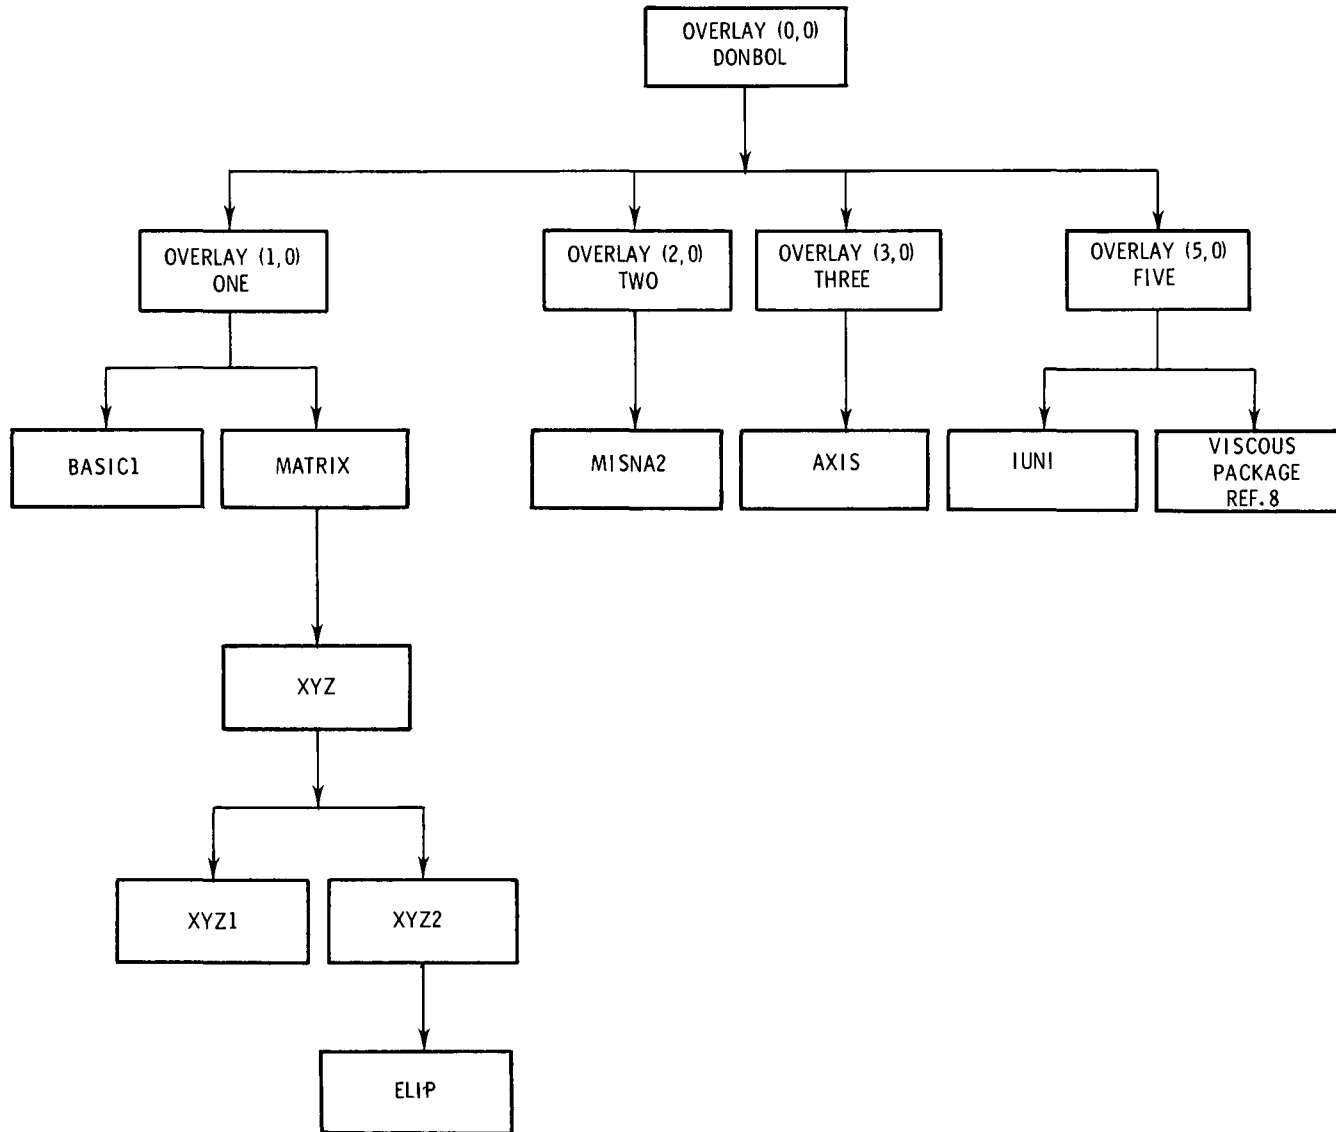 OVERLAY (0,0)
DONBOL
OVERLAY (1,0)
ONE
OVERLAY (2,0)
TWO
OVERLAY (3,0)
THREE
OVERLAY (5,0)
FIVE
BASIC1
MATRIX
MISNA2
AXIS
IUNI
VISCOUS
PACKAGE
REF. 8
XYZ
XYZ1
XYZ2
ELIP